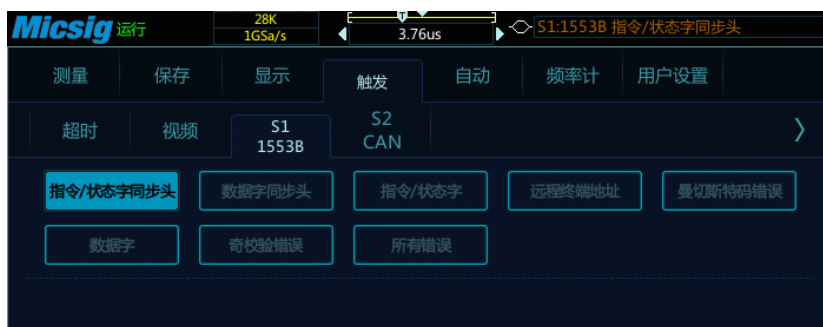 Micsig 运行 28K S1:1553B 指令/状态字同步头
1GSa/s 3.76us
测量 保存 显示 触发 自动 频率计 用户设置
超时 视频 S1 S2
1553B CAN
指令/状态字同步头 数据字同步头 指令/状态字 远程终端地址 曼切斯特码错误
数据字 奇校验错误 所有错误